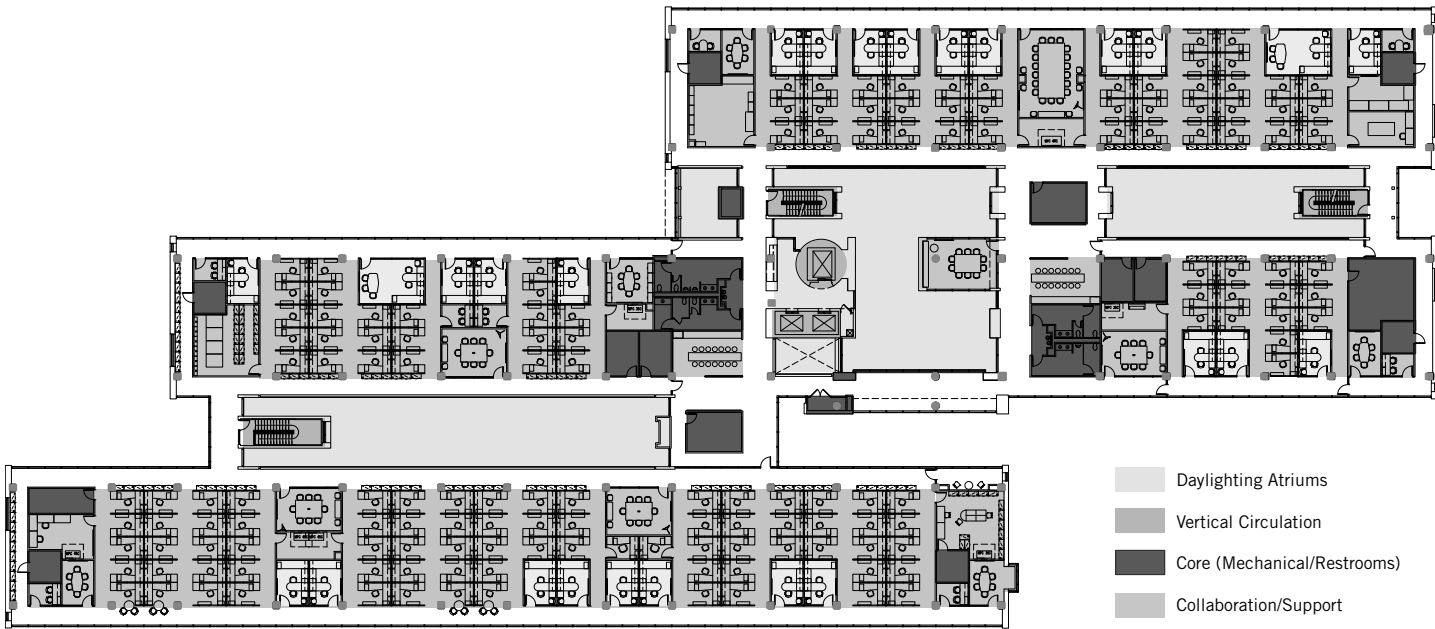 Daylighting Atriums
Vertical Circulation
Core (Mechanical/Restrooms)
Collaboration/Support